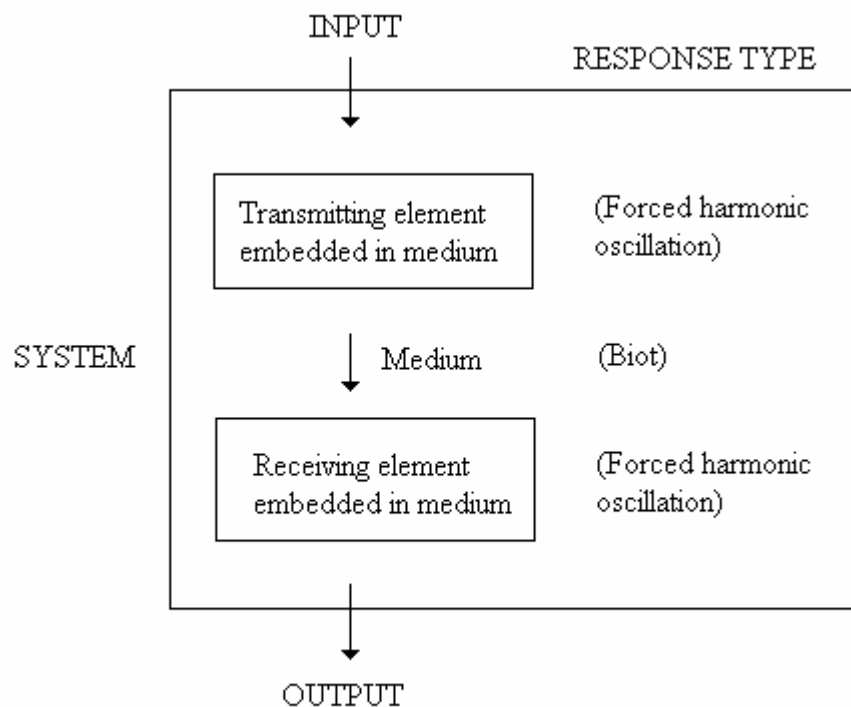 INPUT
RESPONSE TYPE
Transmitting element
embedded in medium
(Forced harmonic
oscillation)
SYSTEM
Medium
(Biot)
Receiving element
embedded in medium
(Forced harmonic
oscillation)
OUTPUT